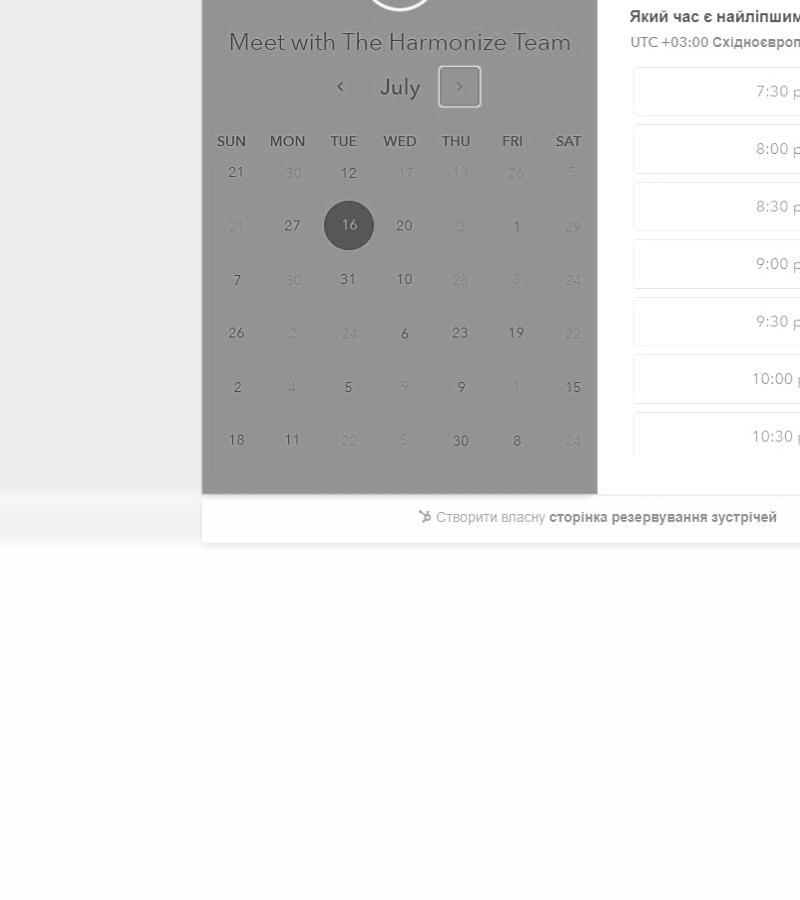 Meet with The Harmonize Team
July
SUN MON TUE WED THU FRI SAT
21 30 12 17 13 26 5
21 27 16 20 3 1 29
7 30 31 10 28 8 24
26 2 24 6 23 19 22
2 4 5 9 9 1 15
18 11 22 5 30 8 24
Який час є найліпшим
UTC +03:00 Східноєвроп
7:30
8:00
8:30
9:00
9:30
10:00
10:30
Створити власну сторінка резервування зустрічей